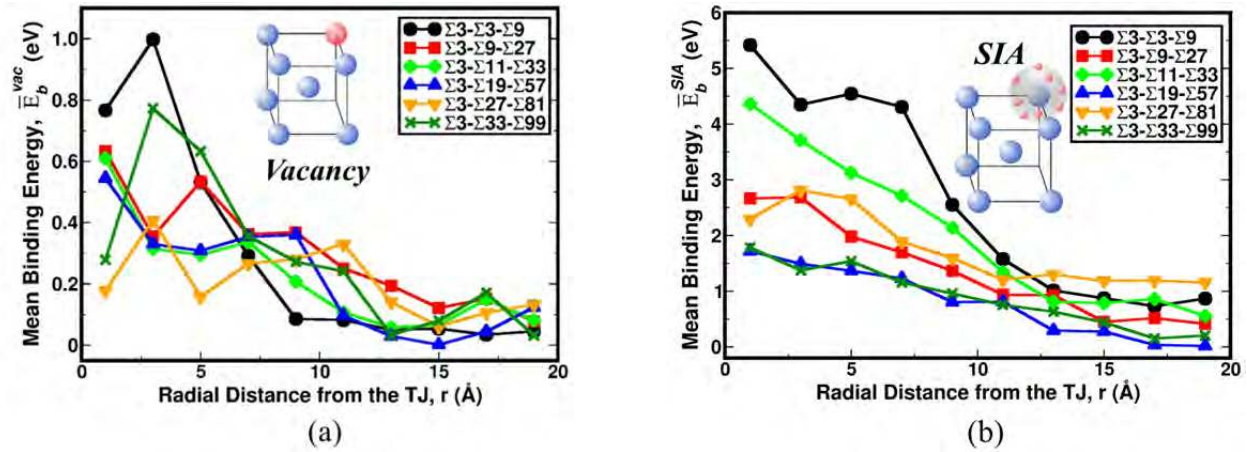 Mean Binding Energy, E̅_b^vac (eV)
1.0
0.8
0.6
0.4
0.2
0
0
5
10
15
20
Radial Distance from the TJ, r (Å)
Vacancy
Σ3-Σ3-Σ9
Σ3-Σ9-Σ27
Σ3-Σ11-Σ33
Σ3-Σ19-Σ57
Σ3-Σ27-Σ81
Σ3-Σ33-Σ99
(a)
Mean Binding Energy, E̅_b^SIA (eV)
6
5
4
3
2
1
0
0
5
10
15
20
Radial Distance from the TJ, r (Å)
SIA
Σ3-Σ3-Σ9
Σ3-Σ9-Σ27
Σ3-Σ11-Σ33
Σ3-Σ19-Σ57
Σ3-Σ27-Σ81
Σ3-Σ33-Σ99
(b)